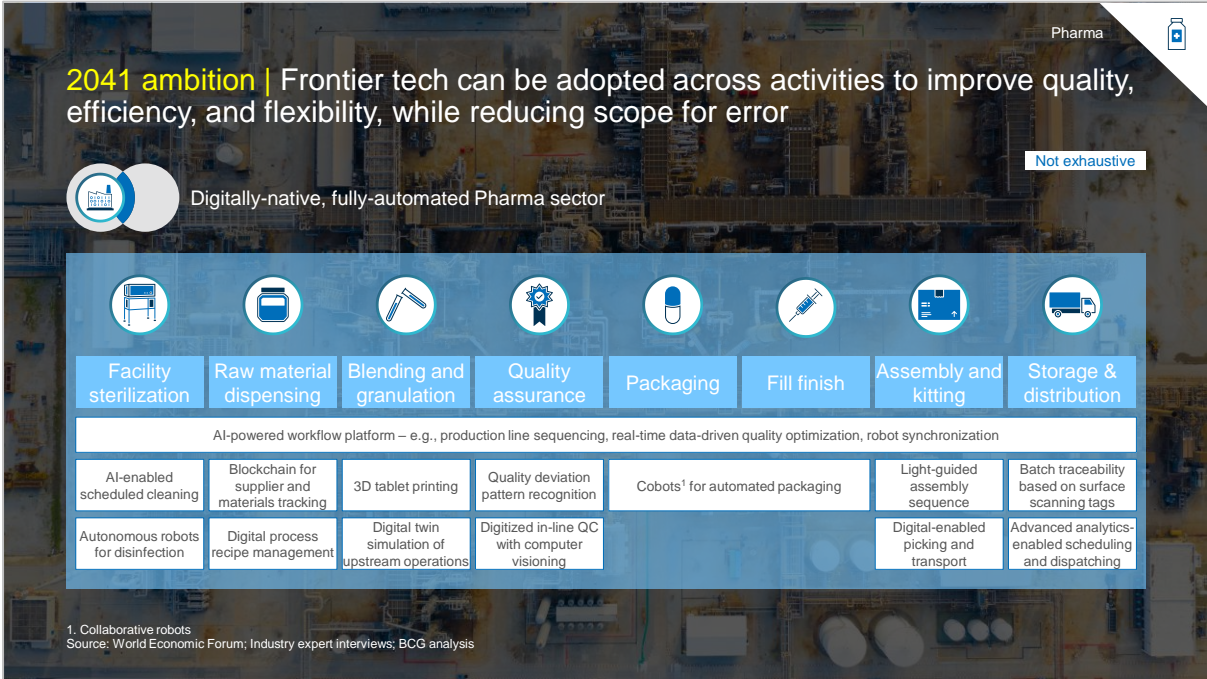 Pharma
2041 ambition | Frontier tech can be adopted across activities to improve quality,
efficiency, and flexibility, while reducing scope for error
Not exhaustive
Digitally-native, fully-automated Pharma sector
Facility
sterilization
Raw material
dispensing
Blending and
granulation
Quality
assurance
Packaging
Fill finish
Assembly and
kitting
Storage &
distribution
AI-powered workflow platform – e.g., production line sequencing, real-time data-driven quality optimization, robot synchronization
AI-enabled
scheduled cleaning
Blockchain for
supplier and
materials tracking
3D tablet printing
Quality deviation
pattern recognition
Cobots¹ for automated packaging
Light-guided
assembly
sequence
Batch traceability
based on surface
scanning tags
Autonomous robots
for disinfection
Digital process
recipe management
Digital twin
simulation of
upstream operations
Digitized in-line QC
with computer
visioning
Digital-enabled
picking and
transport
Advanced analytics-
enabled scheduling
and dispatching
1. Collaborative robots
Source: World Economic Forum; Industry expert interviews; BCG analysis